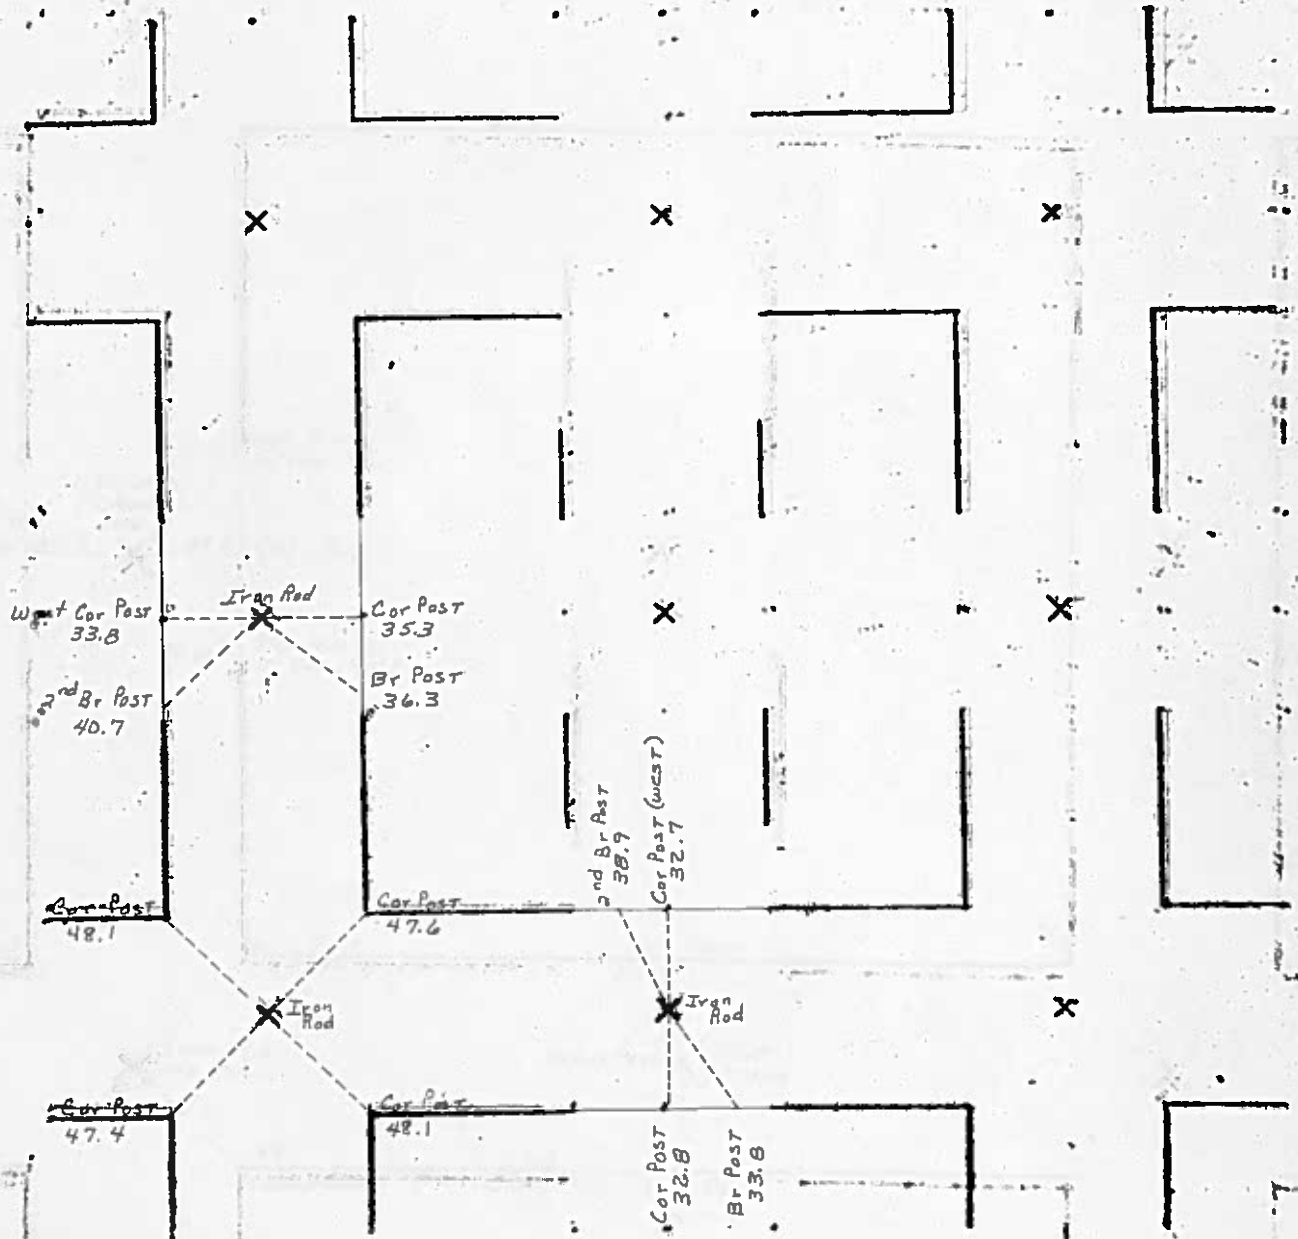 Iron Rod
West Cor Post
33.8
Cor Post
35.3
2nd Br Post
40.7
Br Post
36.3
2nd Br Post
38.9
Cor Post (West)
32.7
Cor Post
48.1
Cor Post
47.6
Iron
Rod
Iron
Rod
Cor Post
47.4
Cor Post
48.1
Cor Post
32.8
Br Post
33.8